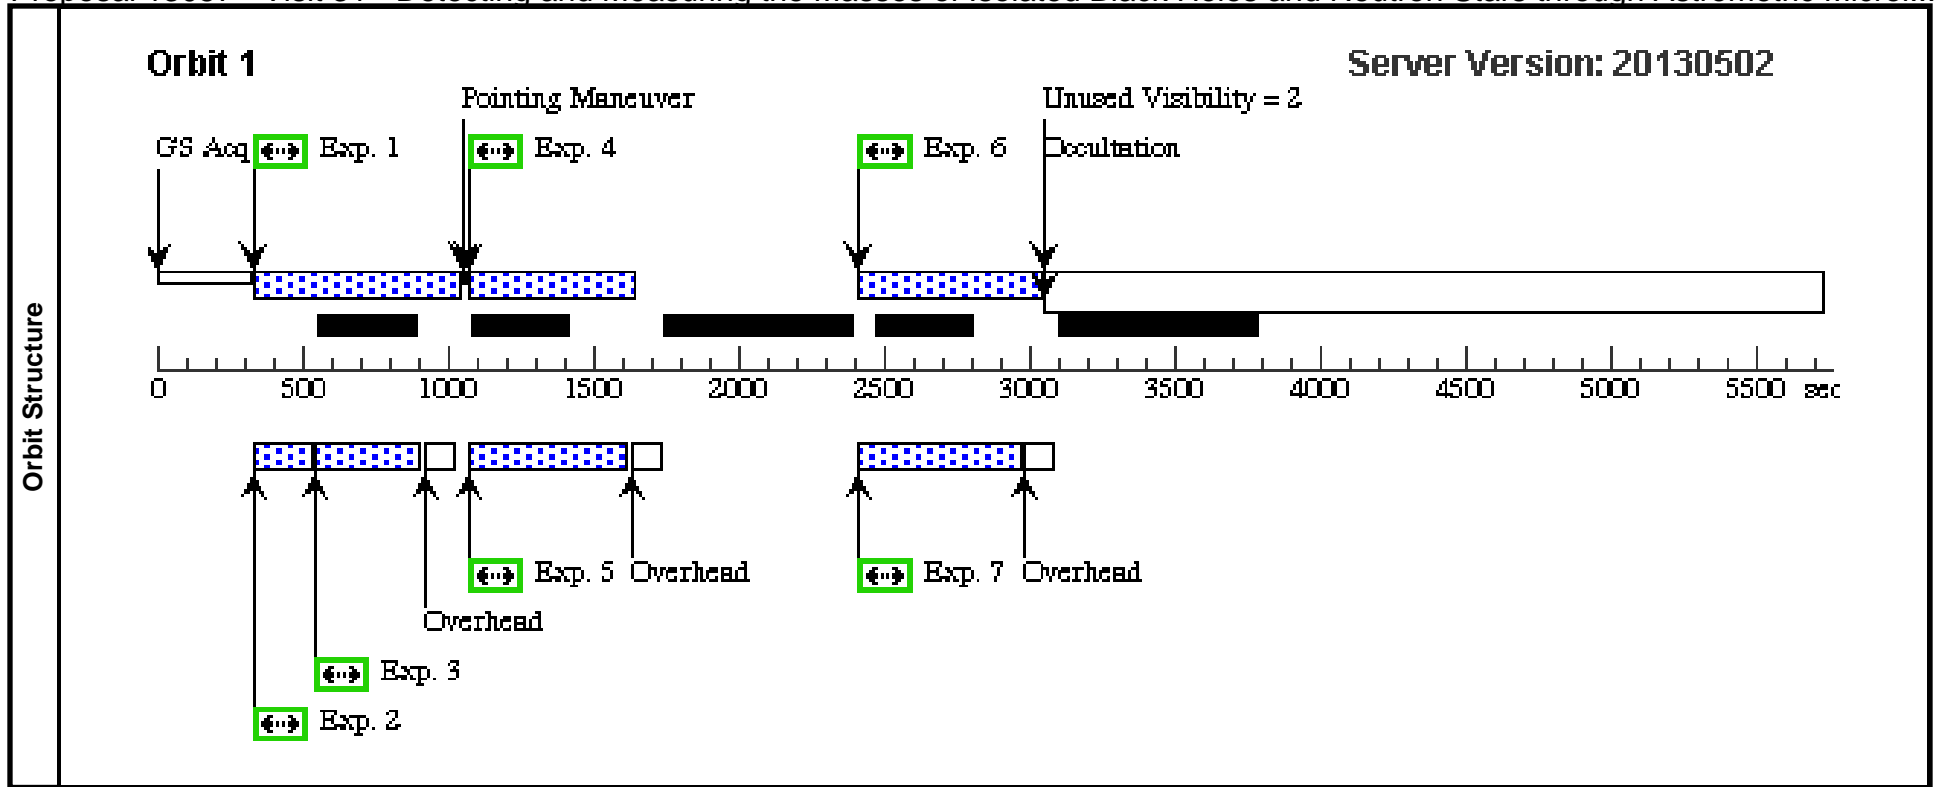 Orbit 1
Server Version: 20130502
Pointing Maneuver
Unused Visibility = 2
GS Acq
Exp. 1
Exp. 4
Exp. 6
Occultation
Orbit Structure
0 500 1000 1500 2000 2500 3000 3500 4000 4500 5000 5500 sec
Exp. 5
Overhead
Exp. 7
Overhead
Overhead
Exp. 3
Exp. 2